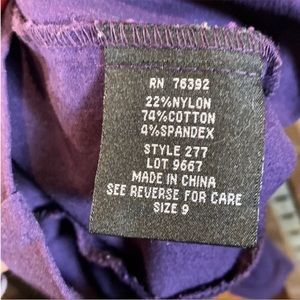 RN 76392
22%NYLON
74%COTTON
4%SPANDEX
STYLE 277
LOT 9667
MADE IN CHINA
SEE REVERSE FOR CARE
SIZE 9